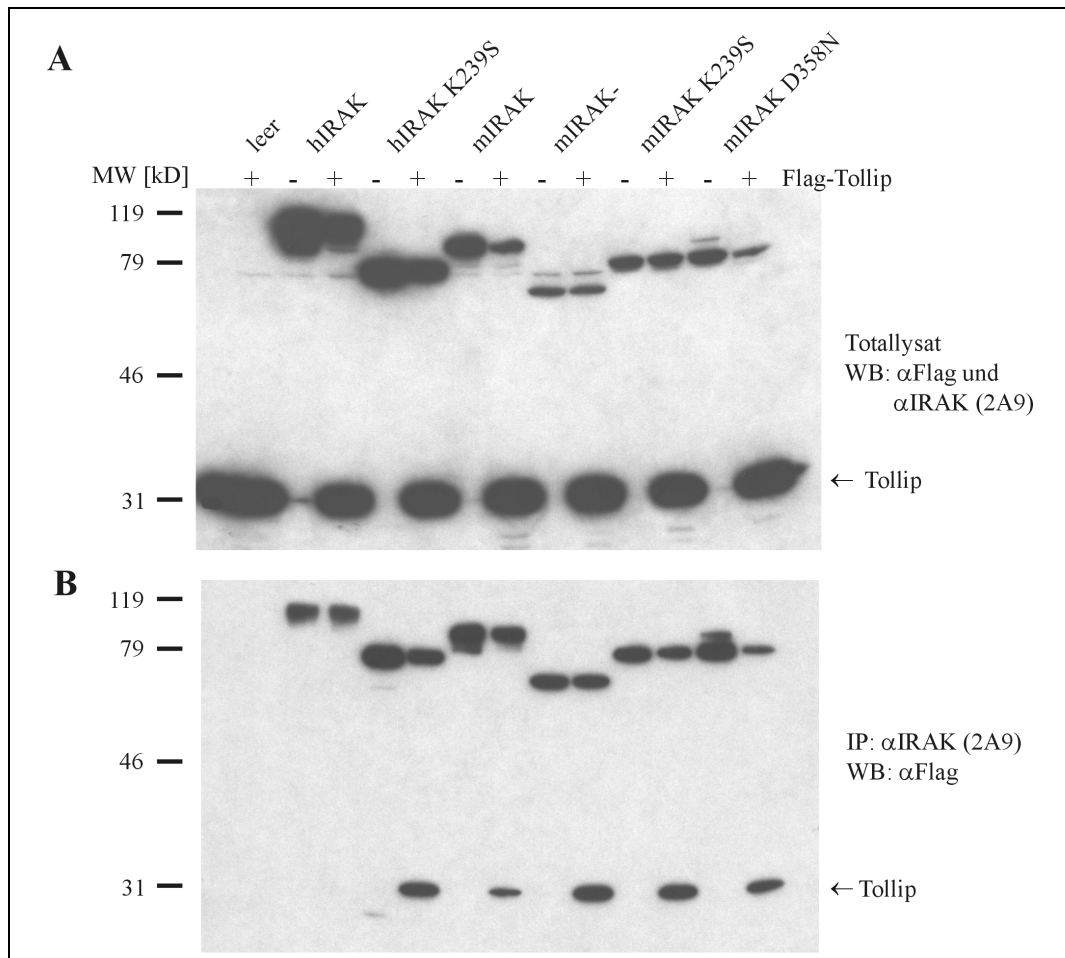 A
leer
hIRAK
hIRAK K239S
mIRAK
mIRAK-
mIRAK K239S
mIRAK D358N
MW [kD] + - + - + - + - + - + - + Flag-Tollip
119
79
46
31
Totallysat
WB: αFlag und
αIRAK (2A9)
← Tollip
B
119
79
46
31
IP: αIRAK (2A9)
WB: αFlag
← Tollip